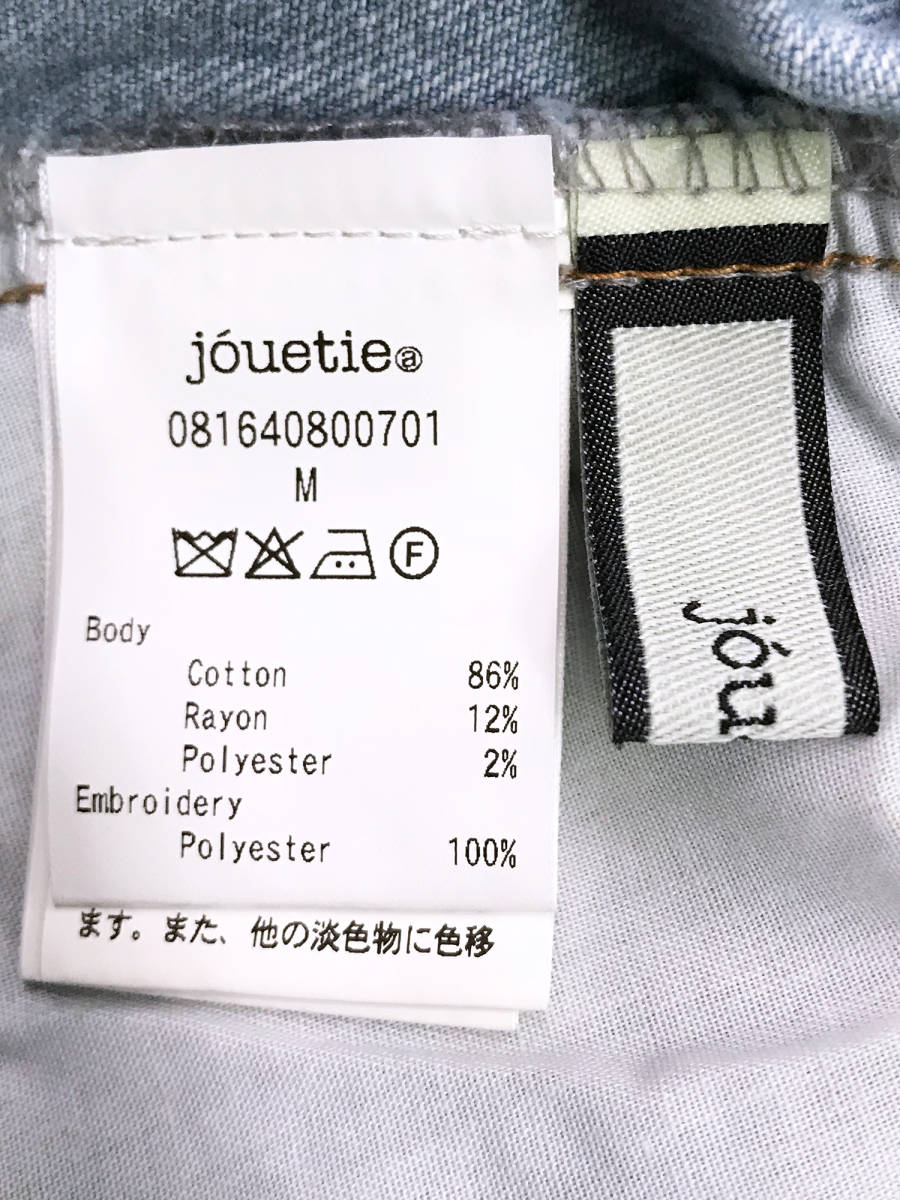 jóuetieⓐ
081640800701
M
F
Body
Cotton 86%
Rayon 12%
Polyester 2%
Embroidery
Polyester 100%
ます。また、他の淡色物に色移
jóu